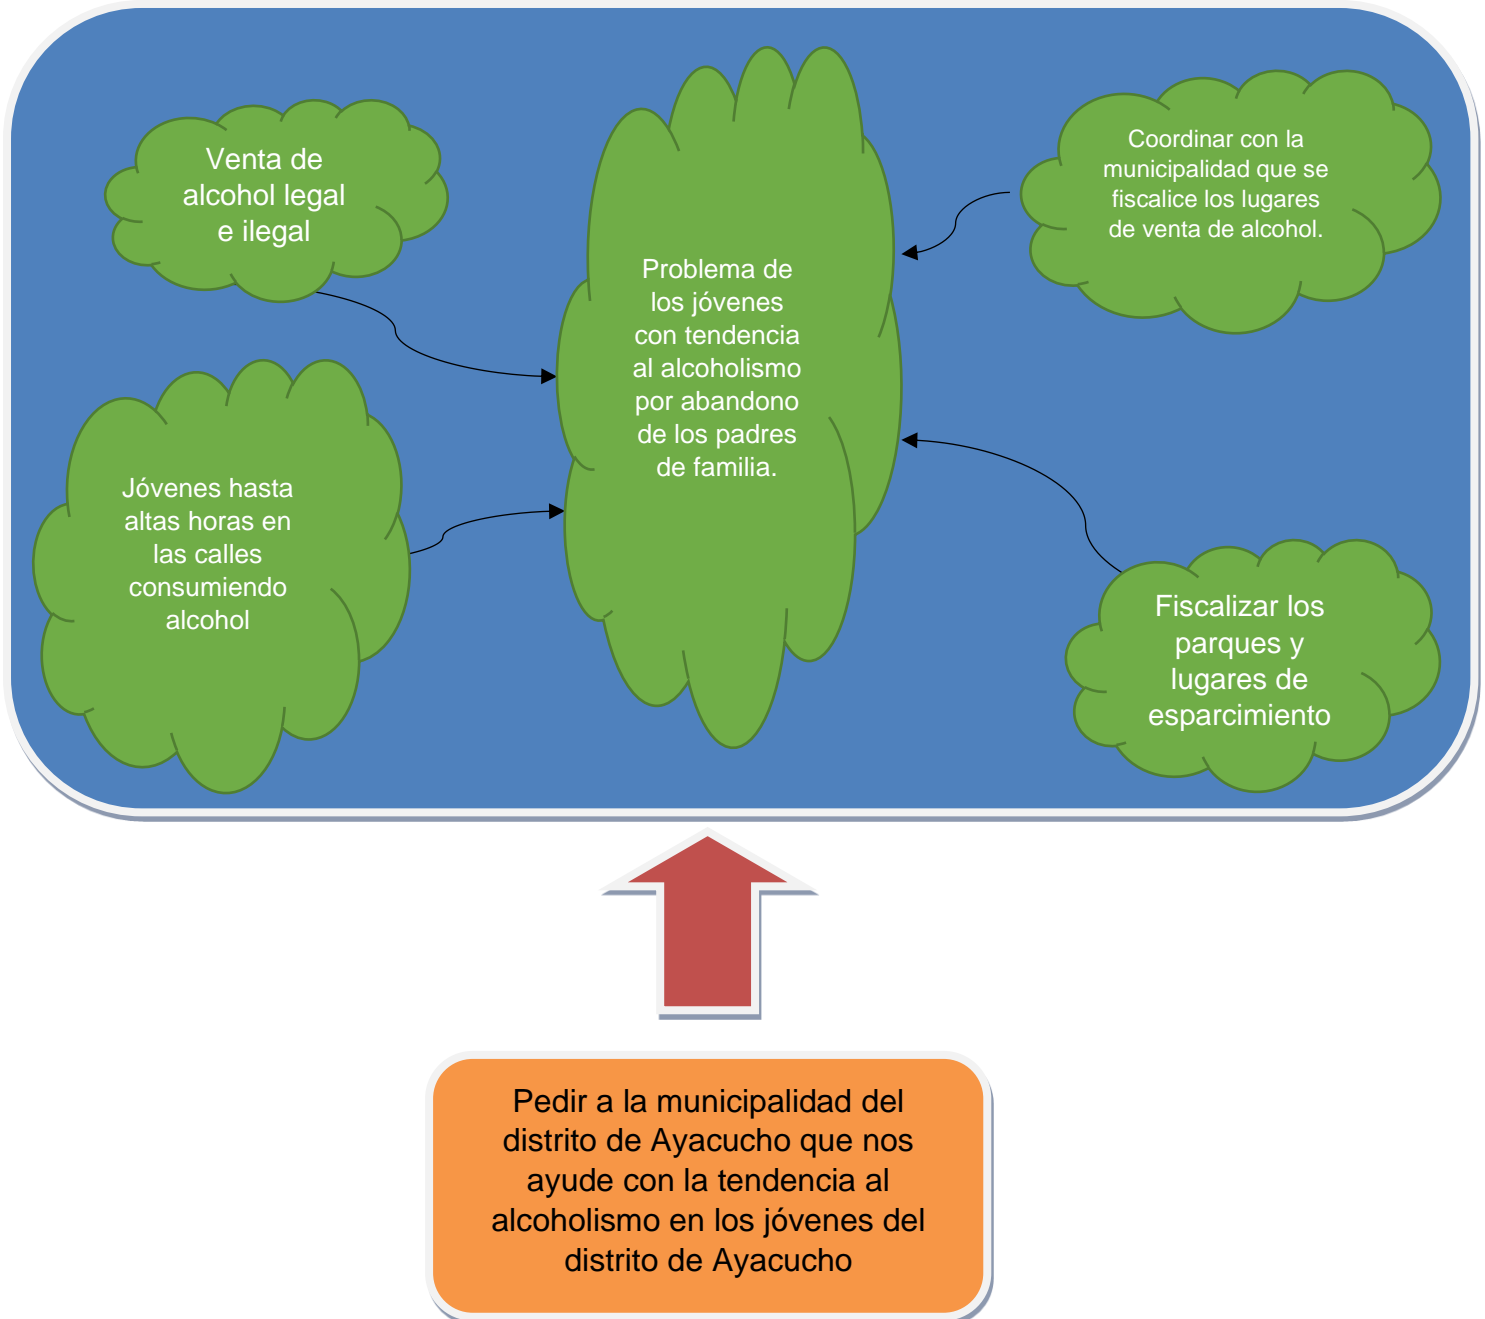 Venta de
alcohol legal
e ilegal
Jóvenes hasta
altas horas en
las calles
consumiendo
alcohol
Problema de
los jóvenes
con tendencia
al alcoholismo
por abandono
de los padres
de familia.
Coordinar con la
municipalidad que se
fiscalice los lugares
de venta de alcohol.
Fiscalizar los
parques y
lugares de
esparcimiento
Pedir a la municipalidad del
distrito de Ayacucho que nos
ayude con la tendencia al
alcoholismo en los jóvenes del
distrito de Ayacucho